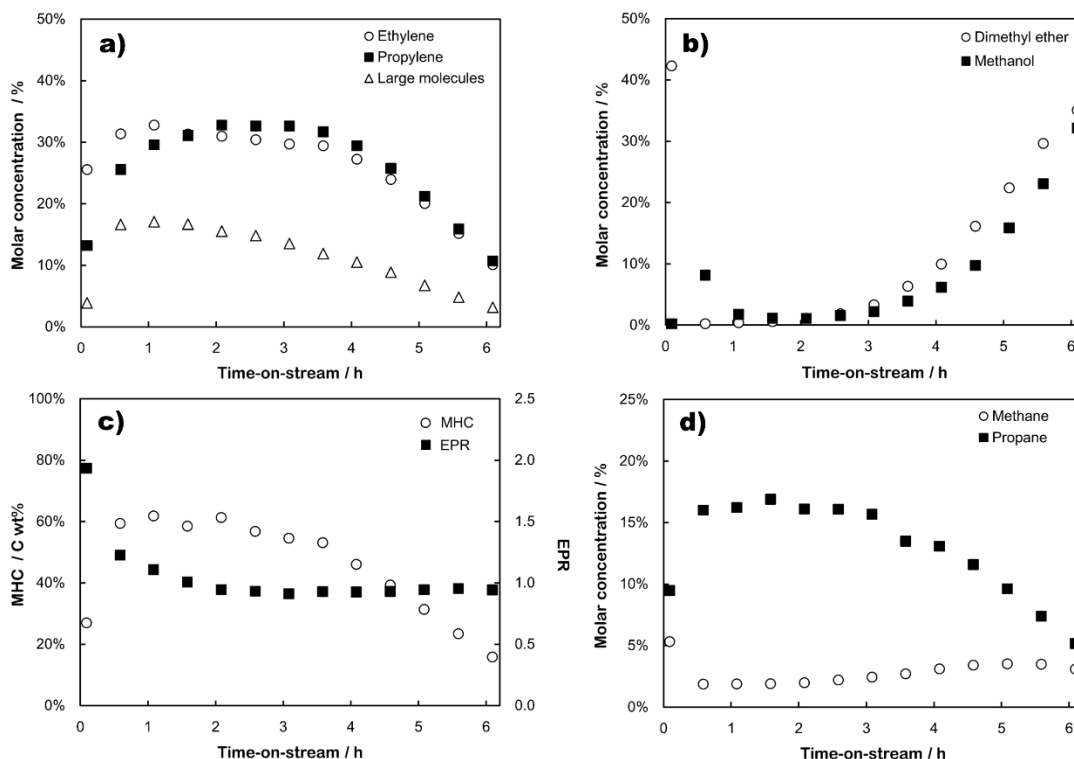 a)
Ethylene
Propylene
Large molecules
Molar concentration / %
50%
40%
30%
20%
10%
0%
0 1 2 3 4 5 6
Time-on-stream / h
b)
Dimethyl ether
Methanol
Molar concentration / %
50%
40%
30%
20%
10%
0%
0 1 2 3 4 5 6
Time-on-stream / h
c)
MHC
EPR
MHC / C wt%
100%
80%
60%
40%
20%
0%
2.5
2.0
1.5
1.0
0.5
0.0
EPR
0 1 2 3 4 5 6
Time-on-stream / h
d)
Methane
Propane
Molar concentration / %
25%
20%
15%
10%
5%
0%
0 1 2 3 4 5 6
Time-on-stream / h